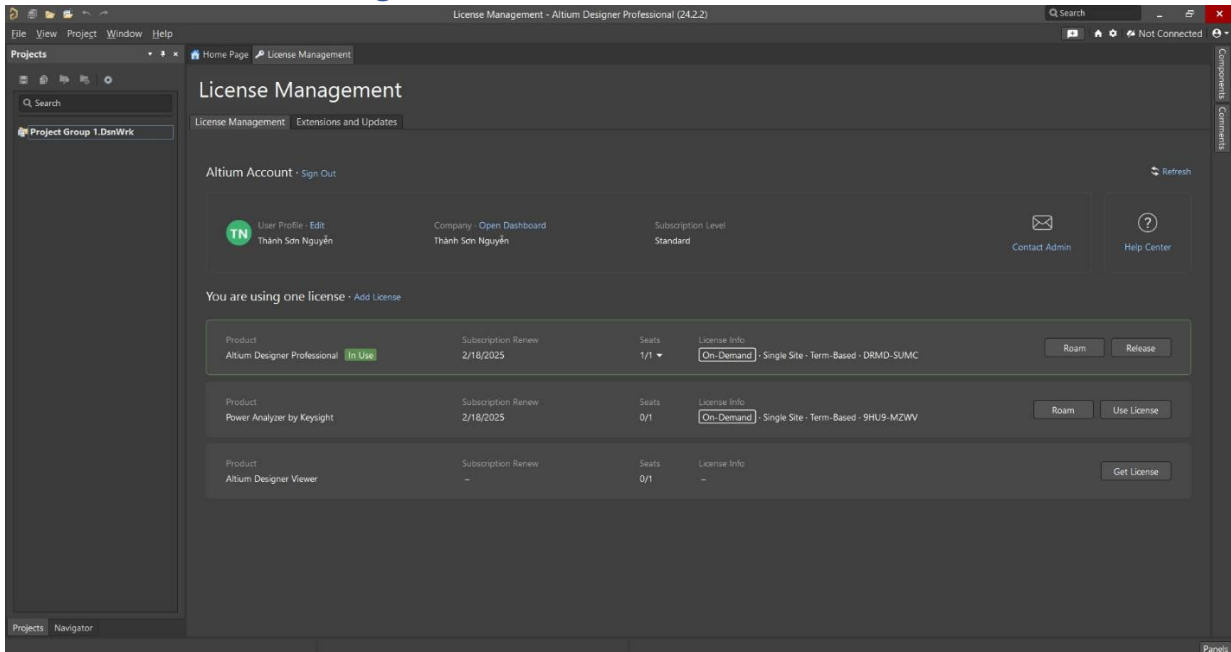 License Management - Altium Designer Professional (24.2.2)
Search
File View Project Window Help
Not Connected
Projects
Home Page License Management
Search
Project Group 1.DsnWrk
License Management
License Management Extensions and Updates
Altium Account · Sign Out
Refresh
TN
User Profile · Edit
Thành Sơn Nguyễn
Company · Open Dashboard
Thành Sơn Nguyễn
Subscription Level
Standard
Contact Admin
Help Center
You are using one license · Add License
Product Subscription Renew Seats License Info
Altium Designer Professional In Use 2/18/2025 1/1 On-Demand · Single Site · Term-Based · DRMD-SUMC Roam Release
Product Subscription Renew Seats License Info
Power Analyzer by Keysight 2/18/2025 0/1 On-Demand · Single Site · Term-Based · 9HU9-MZWV Roam Use License
Product Subscription Renew Seats License Info
Altium Designer Viewer – 0/1 – Get License
Components
Comments
Projects Navigator
Panels